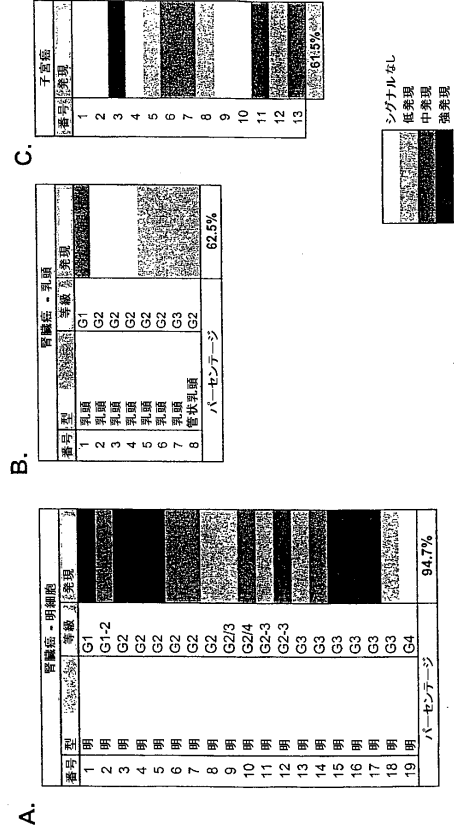 A.
腎臓癌 - 明細胞
番号 型 等級 発現
1 明 G1
2 明 G1-2
3 明 G2
4 明 G2
5 明 G2
6 明 G2
7 明 G2
8 明 G2
9 明 G2/3
10 明 G2/4
11 明 G2-3
12 明 G2-3
13 明 G3
14 明 G3
15 明 G3
16 明 G3
17 明 G3
18 明 G3
19 明 G4
パーセンテージ 94.7%
B.
腎臓癌 - 乳頭
番号 型 等級 発現
1 乳頭 G1
2 乳頭 G2
3 乳頭 G2
4 乳頭 G2
5 乳頭 G2
6 乳頭 G2
7 乳頭 G3
8 管状乳頭 G2
パーセンテージ 62.5%
C.
子宮癌
番号 発現
1
2
3
4
5
6
7
8
9
10
11
12
13
61.5%
シグナルなし
低発現
中発現
強発現